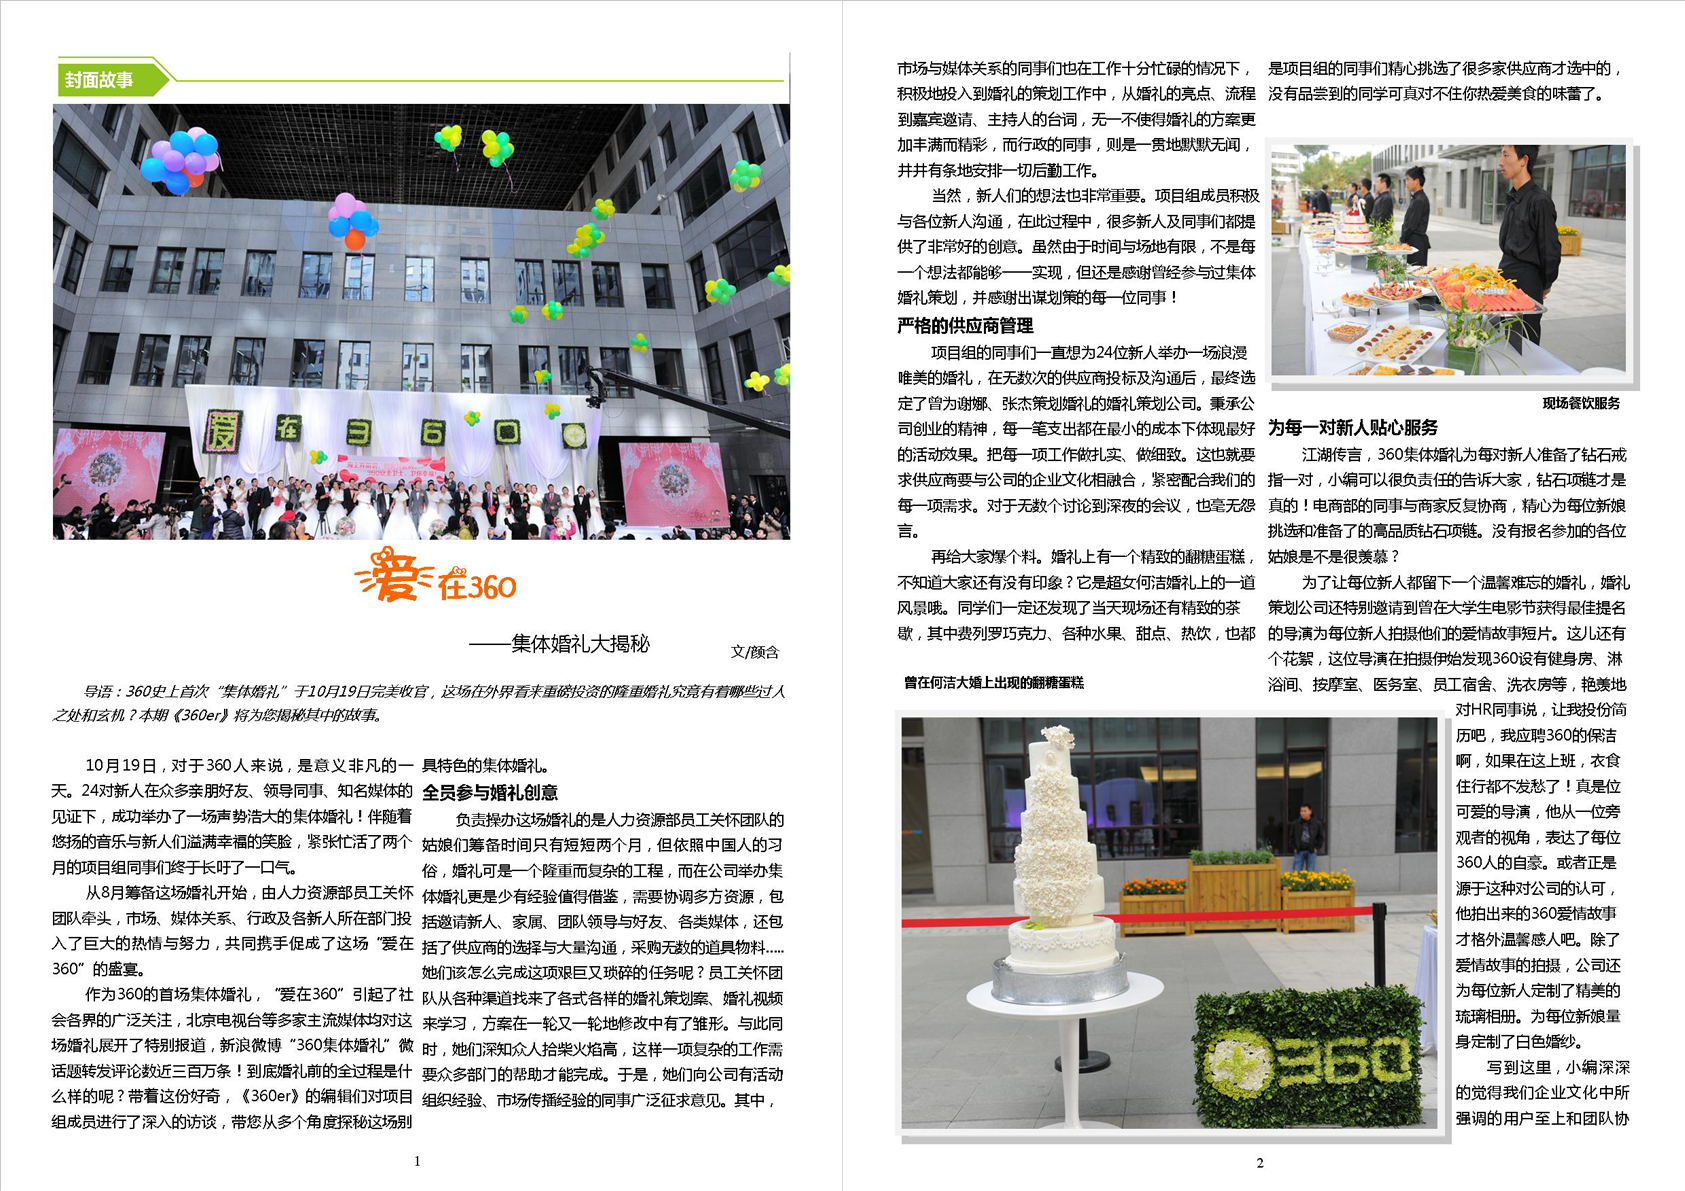 封面故事
爱在360
爱在360
——集体婚礼大揭秘
文/颜含
导语：360史上首次“集体婚礼”于10月19日完美收官，这场在外界看来重磅投资的隆重婚礼究竟有着哪些过人
之处和玄机？本期《360er》将为您揭秘其中的故事。
10月19日，对于360人来说，是意义非凡的一
天。24对新人在众多亲朋好友、领导同事、知名媒体的
见证下，成功举办了一场声势浩大的集体婚礼！伴随着
悠扬的音乐与新人们溢满幸福的笑脸，紧张忙活了两个
月的项目组同事们终于长吁了一口气。
从8月筹备这场婚礼开始，由人力资源部员工关怀
团队牵头，市场、媒体关系、行政及各新人所在部门投
入了巨大的热情与努力，共同携手促成了这场“爱在
360”的盛宴。
作为360的首场集体婚礼，“爱在360”引起了社
会各界的广泛关注，北京电视台等多家主流媒体均对这
场婚礼展开了特别报道，新浪微博“360集体婚礼”微
话题转发评论数近三百万条！到底婚礼前的全过程是什
么样的呢？带着这份好奇，《360er》的编辑们对项目
组成员进行了深入的访谈，带您从多个角度探秘这场别
具特色的集体婚礼。
全员参与婚礼创意
负责操办这场婚礼的是人力资源部员工关怀团队的
姑娘们筹备时间只有短短两个月，但依照中国人的习
俗，婚礼可是一个隆重而复杂的工程，而在公司举办集
体婚礼更是少有经验值得借鉴，需要协调多方资源，包
括邀请新人、家属、团队领导与好友、各类媒体，还包
括了供应商的选择与大量沟通，采购无数的道具物料.....
她们该怎么完成这项艰巨又琐碎的任务呢？员工关怀团
队从各种渠道找来了各式各样的婚礼策划案、婚礼视频
来学习，方案在一轮又一轮地修改中有了雏形。与此同
时，她们深知众人拾柴火焰高，这样一项复杂的工作需
要众多部门的帮助才能完成。于是，她们向公司有活动
组织经验、市场传播经验的同事广泛征求意见。其中，
1
市场与媒体关系的同事们也在工作十分忙碌的情况下，
积极地投入到婚礼的策划工作中，从婚礼的亮点、流程
到嘉宾邀请、主持人的台词，无一不使得婚礼的方案更
加丰满而精彩，而行政的同事，则是一贯地默默无闻，
井井有条地安排一切后勤工作。
当然，新人们的想法也非常重要。项目组成员积极
与各位新人沟通，在此过程中，很多新人及同事们都提
供了非常好的创意。虽然由于时间与场地有限，不是每
一个想法都能够一一实现，但还是感谢曾经参与过集体
婚礼策划，并感谢出谋划策的每一位同事！
严格的供应商管理
项目组的同事们一直想为24位新人举办一场浪漫
唯美的婚礼，在无数次的供应商投标及沟通后，最终选
定了曾为谢娜、张杰策划婚礼的婚礼策划公司。秉承公
司创业的精神，每一笔支出都在最小的成本下体现最好
的活动效果。把每一项工作做扎实、做细致。这也就要
求供应商要与公司的企业文化相融合，紧密配合我们的
每一项需求。对于无数个讨论到深夜的会议，也毫无怨
言。
再给大家爆个料。婚礼上有一个精致的翻糖蛋糕，
不知道大家还有没有印象？它是超女何洁婚礼上的一道
风景哦。同学们一定还发现了当天现场还有精致的茶
歇，其中费列罗巧克力、各种水果、甜点、热饮，也都
曾在何洁大婚上出现的翻糖蛋糕
360
是项目组的同事们精心挑选了很多家供应商才选中的，
没有品尝到的同学可真对不住你热爱美食的味蕾了。
现场餐饮服务
为每一对新人贴心服务
江湖传言，360集体婚礼为每对新人准备了钻石戒
指一对，小编可以很负责任的告诉大家，钻石项链才是
真的！电商部的同事与商家反复协商，精心为每位新娘
挑选和准备了的高品质钻石项链。没有报名参加的各位
姑娘是不是很羡慕？
为了让每位新人都留下一个温馨难忘的婚礼，婚礼
策划公司还特别邀请到曾在大学生电影节获得最佳提名
的导演为每位新人拍摄他们的爱情故事短片。这儿还有
个花絮，这位导演在拍摄伊始发现360设有健身房、淋
浴间、按摩室、医务室、员工宿舍、洗衣房等，艳羡地
对HR同事说，让我投份简
历吧，我应聘360的保洁
啊，如果在这上班，衣食
住行都不发愁了！真是位
可爱的导演，他从一位旁
观者的视角，表达了每位
360人的自豪。或者正是
源于这种对公司的认可，
他拍出来的360爱情故事
才格外温馨感人吧。除了
爱情故事的拍摄，公司还
为每位新人定制了精美的
琉璃相册。为每位新娘量
身定制了白色婚纱。
写到这里，小编深深
的觉得我们企业文化中所
强调的用户至上和团队协
2